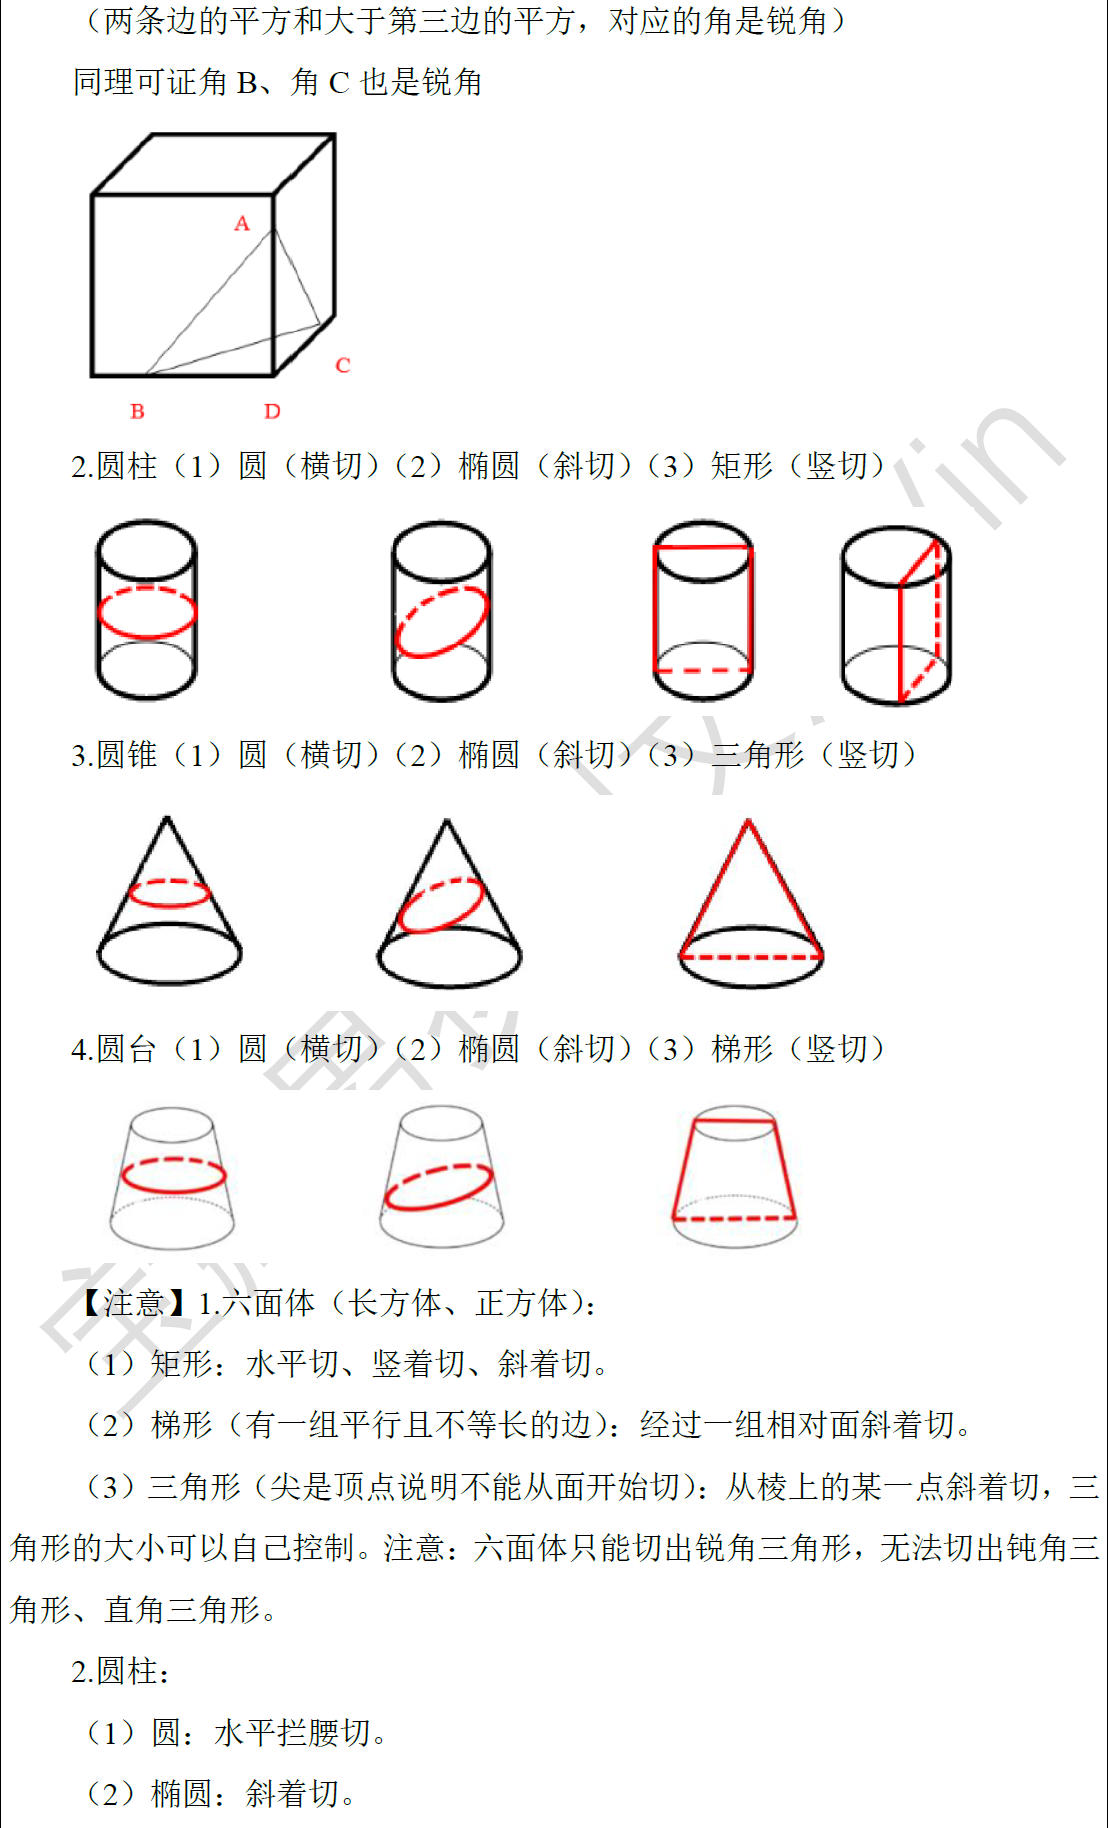 （两条边的平方和大于第三边的平方，对应的角是锐角）
同理可证角 B、角 C 也是锐角
A
C
B
D
2.圆柱（1）圆（横切）（2）椭圆（斜切）（3）矩形（竖切）
3.圆锥（1）圆（横切）（2）椭圆（斜切）（3）三角形（竖切）
4.圆台（1）圆（横切）（2）椭圆（斜切）（3）梯形（竖切）
【注意】1.六面体（长方体、正方体）：
（1）矩形：水平切、竖着切、斜着切。
（2）梯形（有一组平行且不等长的边）：经过一组相对面斜着切。
（3）三角形（尖是顶点说明不能从面开始切）：从棱上的某一点斜着切，三
角形的大小可以自己控制。注意：六面体只能切出锐角三角形，无法切出钝角三
角形、直角三角形。
2.圆柱：
（1）圆：水平拦腰切。
（2）椭圆：斜着切。